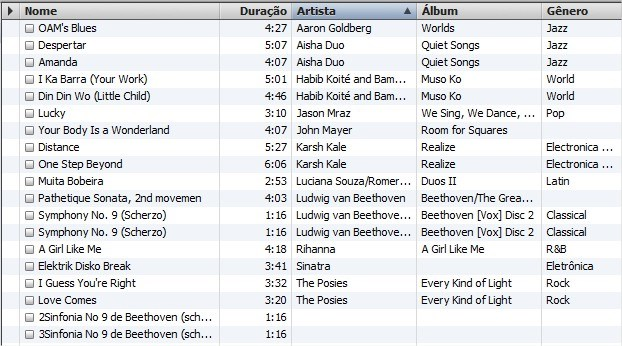 Nome Duração Artista Álbum Gênero
OAM's Blues 4:27 Aaron Goldberg Worlds Jazz
Despertar 5:07 Aisha Duo Quiet Songs Jazz
Amanda 4:07 Aisha Duo Quiet Songs Jazz
I Ka Barra (Your Work) 5:01 Habib Koité and Bam... Muso Ko World
Din Din Wo (Little Child) 4:46 Habib Koité and Bam... Muso Ko World
Lucky 3:10 Jason Mraz We Sing, We Dance, ... Pop
Your Body Is a Wonderland 4:07 John Mayer Room for Squares
Distance 5:27 Karsh Kale Realize Electronica ...
One Step Beyond 6:06 Karsh Kale Realize Electronica ...
Muita Bobeira 2:53 Luciana Souza/Romer... Duos II Latin
Pathetique Sonata, 2nd movemen 4:03 Ludwig van Beethoven Beethoven/The Grea...
Symphony No. 9 (Scherzo) 1:16 Ludwig van Beethove... Beethoven [Vox] Disc 2 Classical
Symphony No. 9 (Scherzo) 1:16 Ludwig van Beethove... Beethoven [Vox] Disc 2 Classical
A Girl Like Me 4:18 Rihanna A Girl Like Me R&B
Elektrik Disko Break 3:41 Sinatra Eletrônica
I Guess You're Right 3:32 The Posies Every Kind of Light Rock
Love Comes 3:20 The Posies Every Kind of Light Rock
2Sinfonia No 9 de Beethoven (sch... 1:16
3Sinfonia No 9 de Beethoven (sch... 1:16